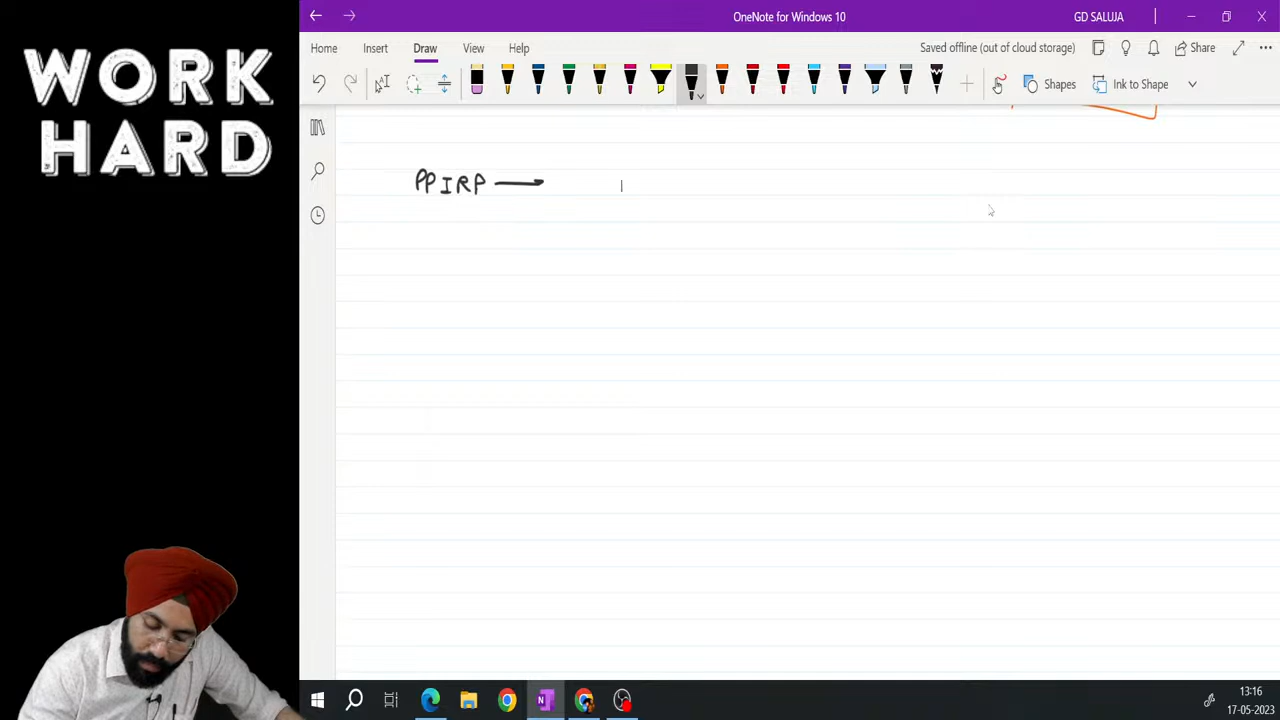 WORK
HARD
OneNote for Windows 10
GD SALUJA
Home Insert Draw View Help
Saved offline (out of cloud storage)
Share
Shapes
Ink to Shape
PPIRP →
13:16
17-05-2023